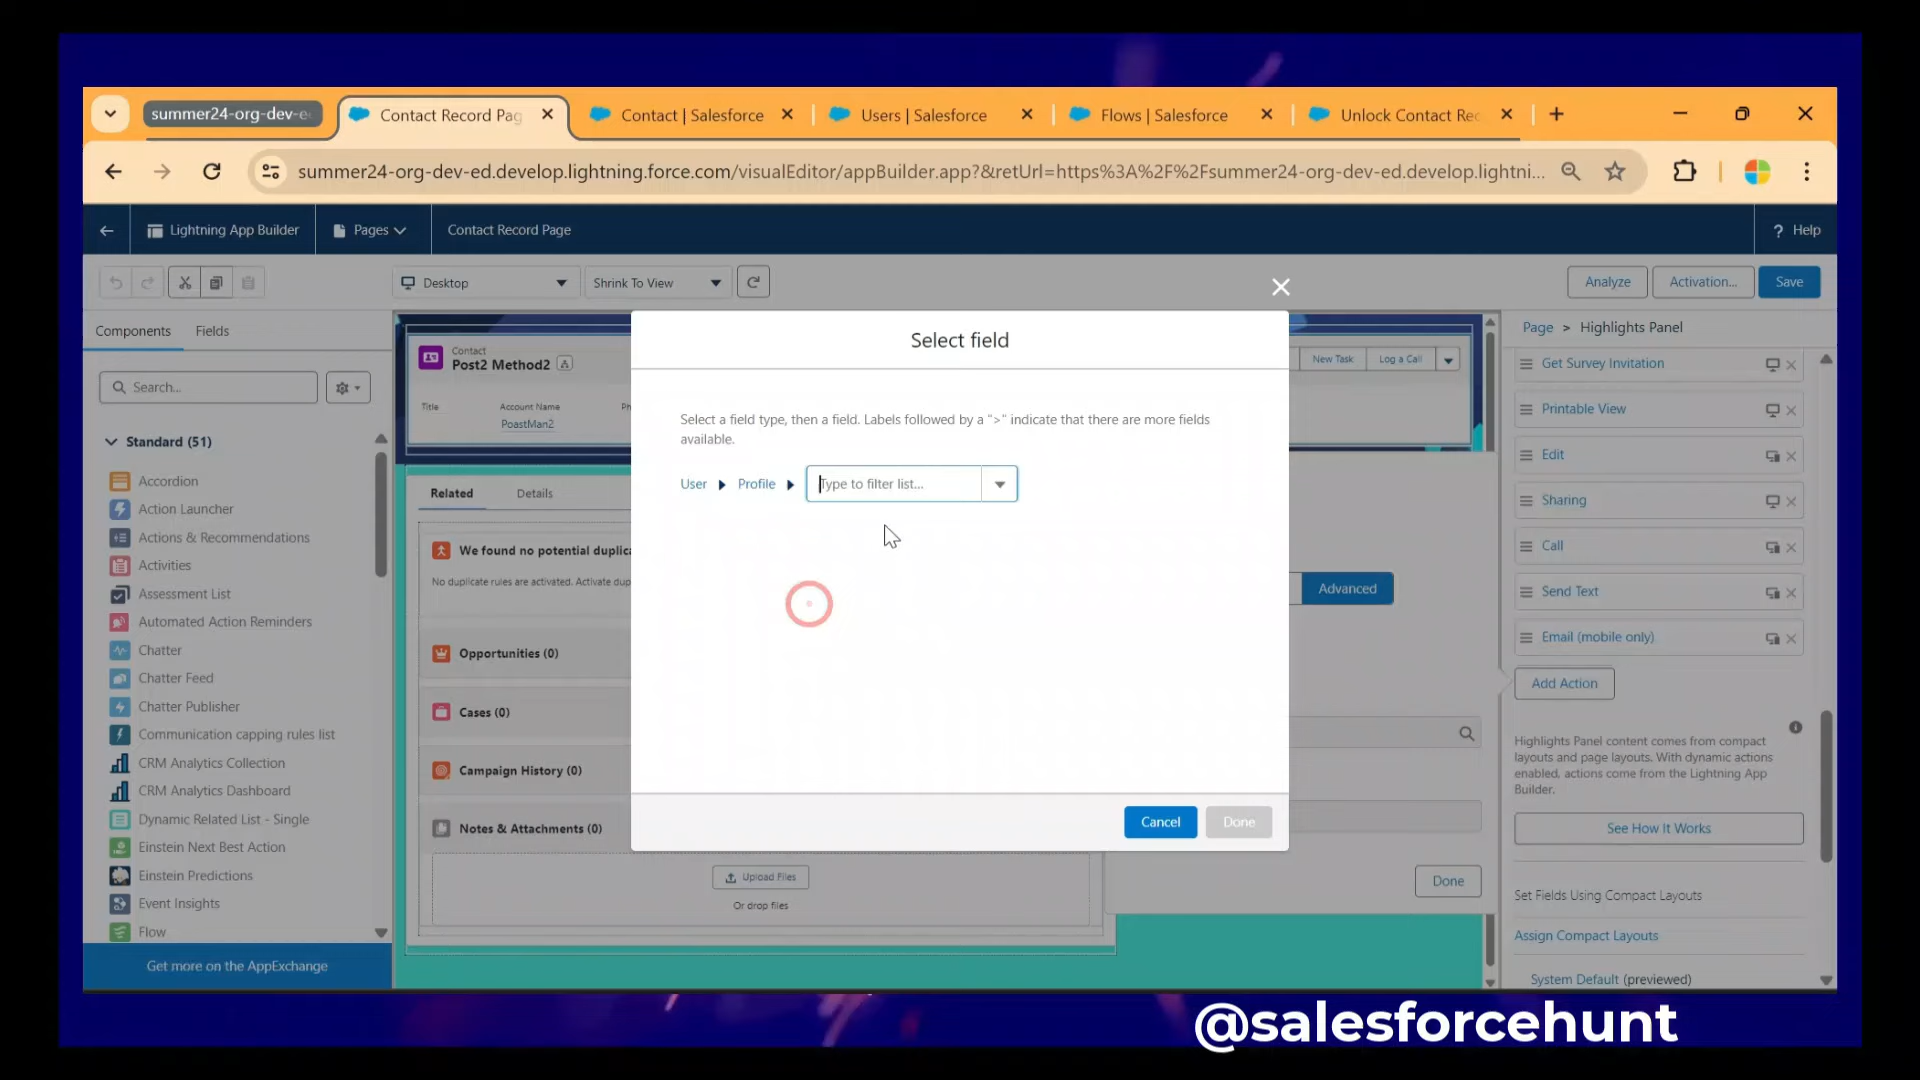 summer24-org-dev-e
Contact Record Pag
Contact | Salesforce
Users | Salesforce
Flows | Salesforce
Unlock Contact Rec
summer24-org-dev-ed.develop.lightning.force.com/visualEditor/appBuilder.app?&retUrl=https%3A%2F%2Fsummer24-org-dev-ed.develop.lightni...
Lightning App Builder
Pages
Contact Record Page
? Help
Desktop
Shrink To View
Analyze
Activation...
Save
Components
Fields
Search...
Standard (51)
Accordion
Action Launcher
Actions & Recommendations
Activities
Assessment List
Automated Action Reminders
Chatter
Chatter Feed
Chatter Publisher
Communication capping rules list
CRM Analytics Collection
CRM Analytics Dashboard
Dynamic Related List - Single
Einstein Next Best Action
Einstein Predictions
Event Insights
Flow
Get more on the AppExchange
Contact
Post2 Method2
Title
Account Name
Ph
PoastMan2
New Task
Log a Call
Related
Details
We found no potential duplica
No duplicate rules are activated. Activate dup
Opportunities (0)
Cases (0)
Campaign History (0)
Notes & Attachments (0)
Upload Files
Or drop files
Select field
Select a field type, then a field. Labels followed by a ">" indicate that there are more fields
available.
User
Profile
Type to filter list...
Cancel
Done
Advanced
Done
Page > Highlights Panel
Get Survey Invitation
Printable View
Edit
Sharing
Call
Send Text
Email (mobile only)
Add Action
Highlights Panel content comes from compact
layouts and page layouts. With dynamic actions
enabled, actions come from the Lightning App
Builder.
See How It Works
Set Fields Using Compact Layouts
Assign Compact Layouts
System Default (previewed)
@salesforcehunt